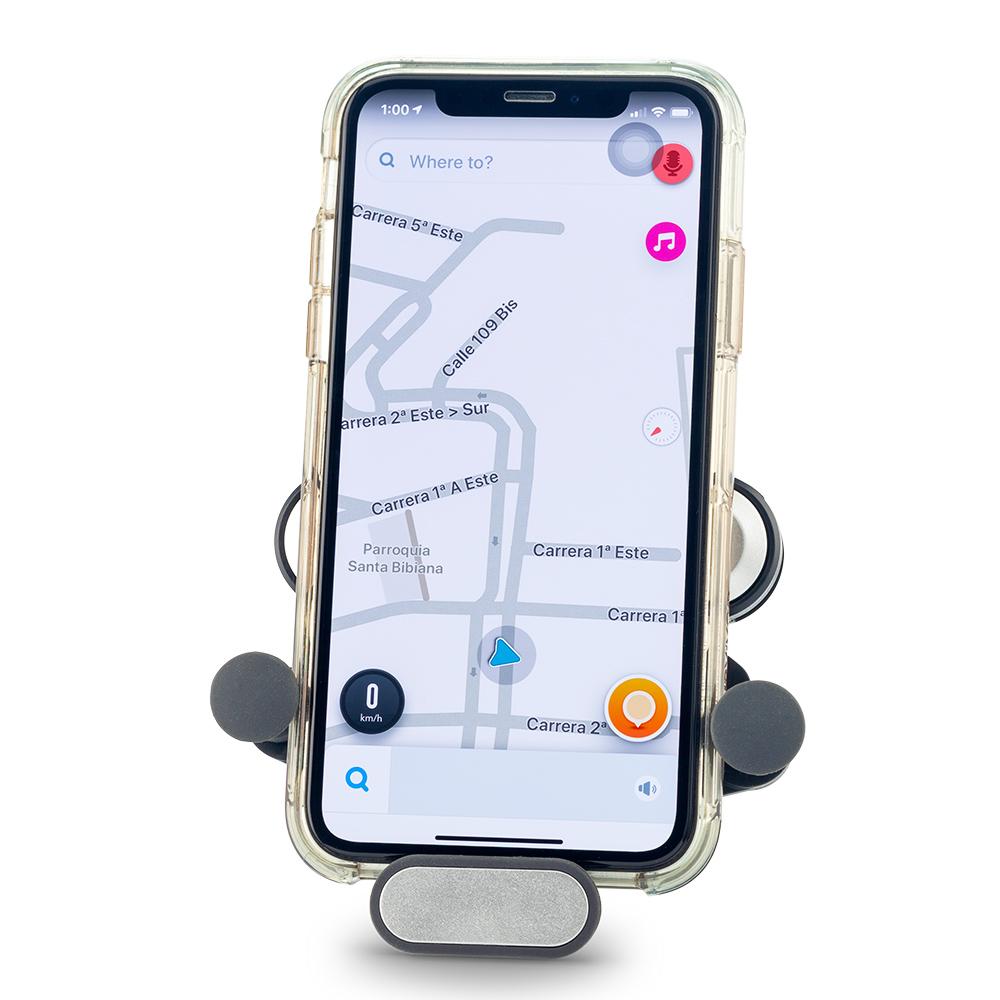 1:00
Where to?
Carrera 5ª Este
Calle 109 Bis
arrera 2ª Este > Sur
Carrera 1ª A Este
Parroquia
Santa Bibiana
Carrera 1ª Este
Carrera 1ª
0
km/h
Carrera 2ª